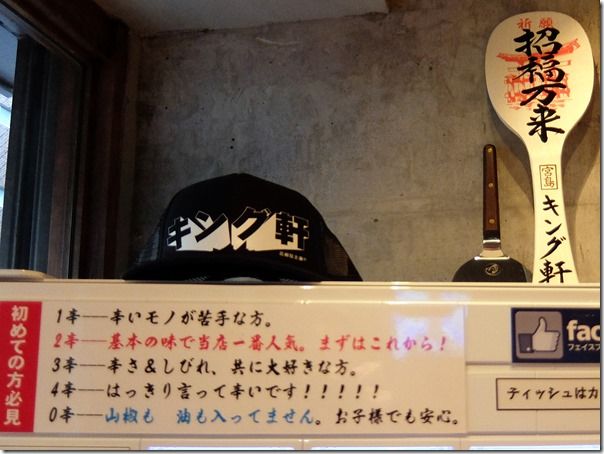 祈願
招福万来
宮島
キング軒
キング軒
初めての方必見
1辛──辛いモノが苦手な方。
2辛──基本の味で当店一番人気。まずはこれから!
3辛──辛さ&しびれ、共に大好きな方。
4辛──はっきり言って辛いです!!!!!
0辛──山椒も 油も入ってません。お子様でも安心。
fac
フェイスブ
ティッシュはカ